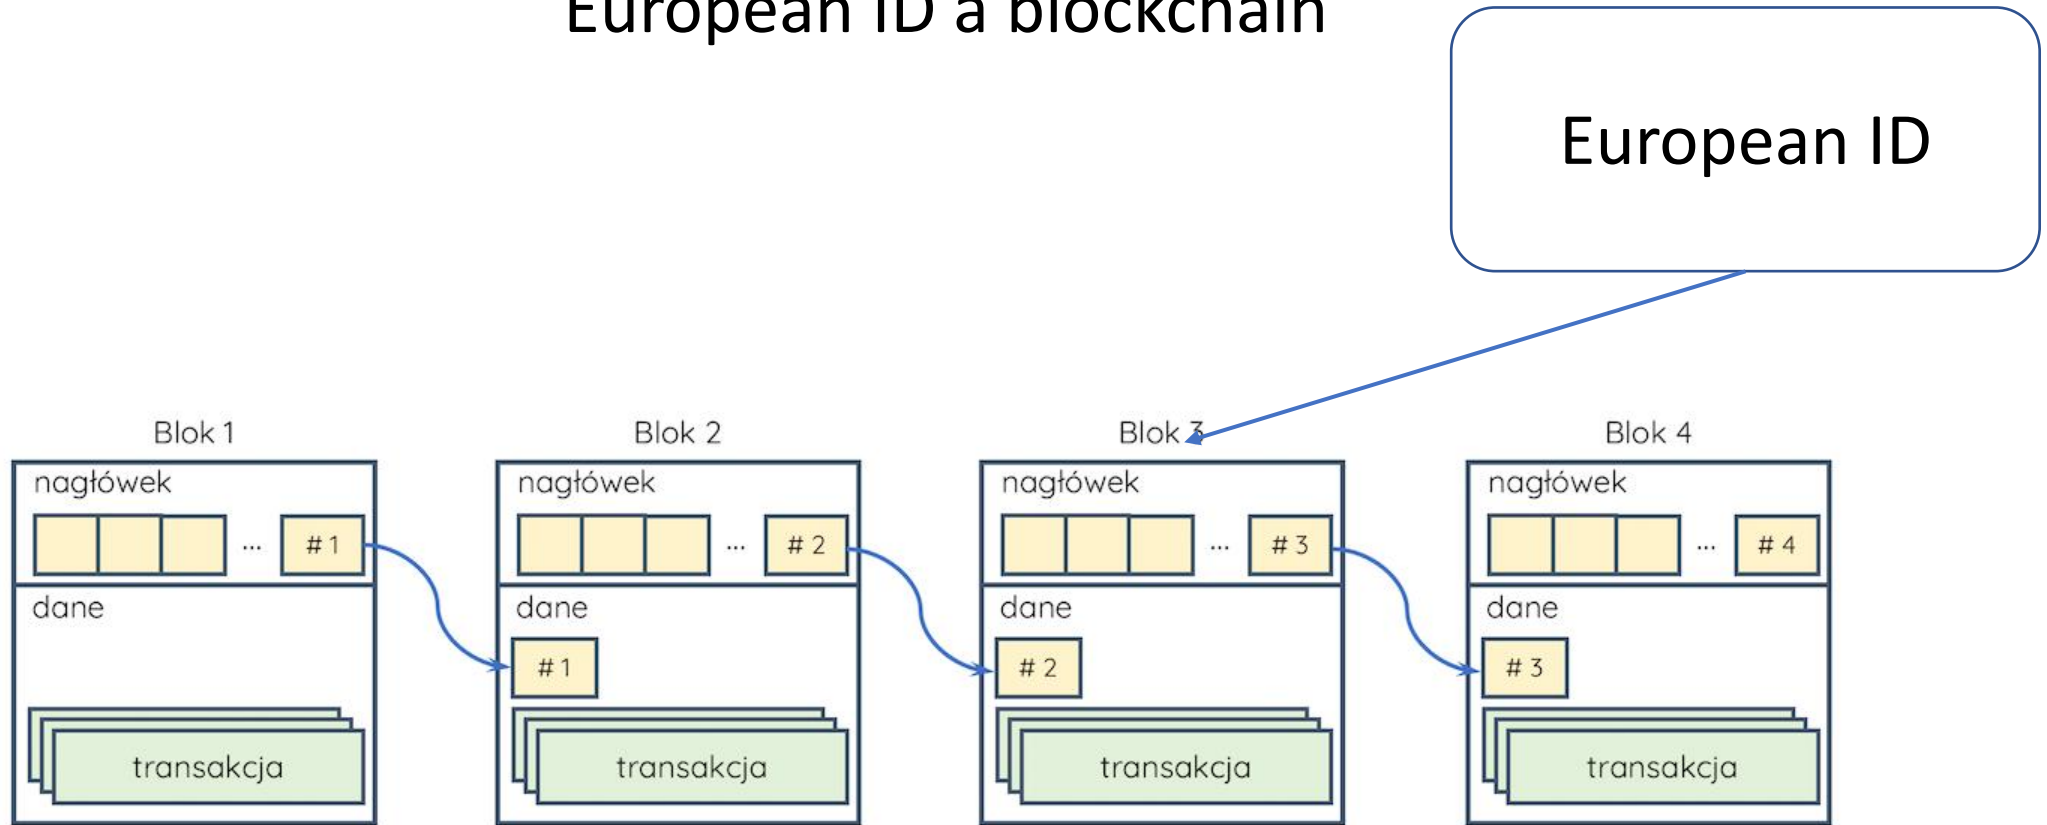 European ID a blockchain
European ID
Blok 1
Blok 2
Blok 3
Blok 4
nagłówek
nagłówek
nagłówek
nagłówek
... # 1
... # 2
... # 3
... # 4
dane
dane
dane
dane
# 1
# 2
# 3
transakcja
transakcja
transakcja
transakcja